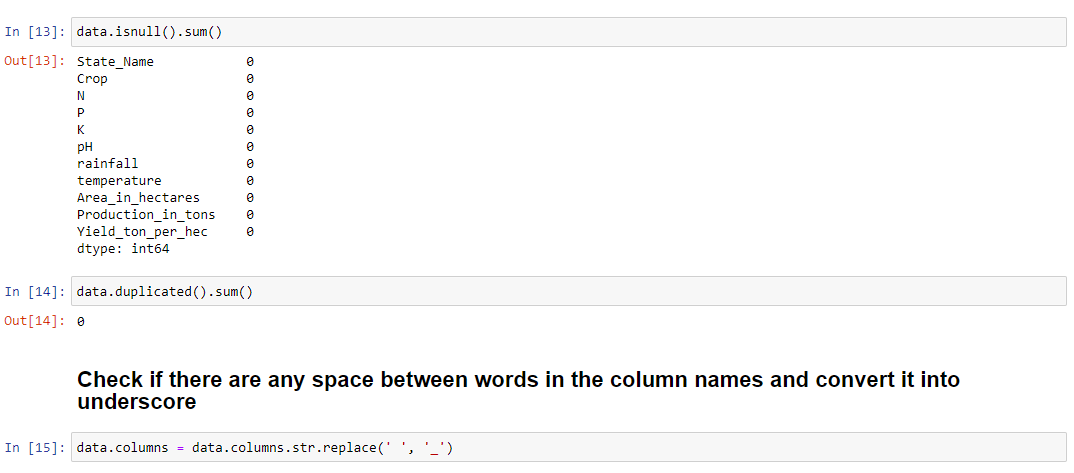 In [13]: data.isnull().sum()
Out[13]: State_Name 0
Crop 0
N 0
P 0
K 0
pH 0
rainfall 0
temperature 0
Area_in_hectares 0
Production_in_tons 0
Yield_ton_per_hec 0
dtype: int64
In [14]: data.duplicated().sum()
Out[14]: 0
Check if there are any space between words in the column names and convert it into
underscore
In [15]: data.columns = data.columns.str.replace(' ', '_')